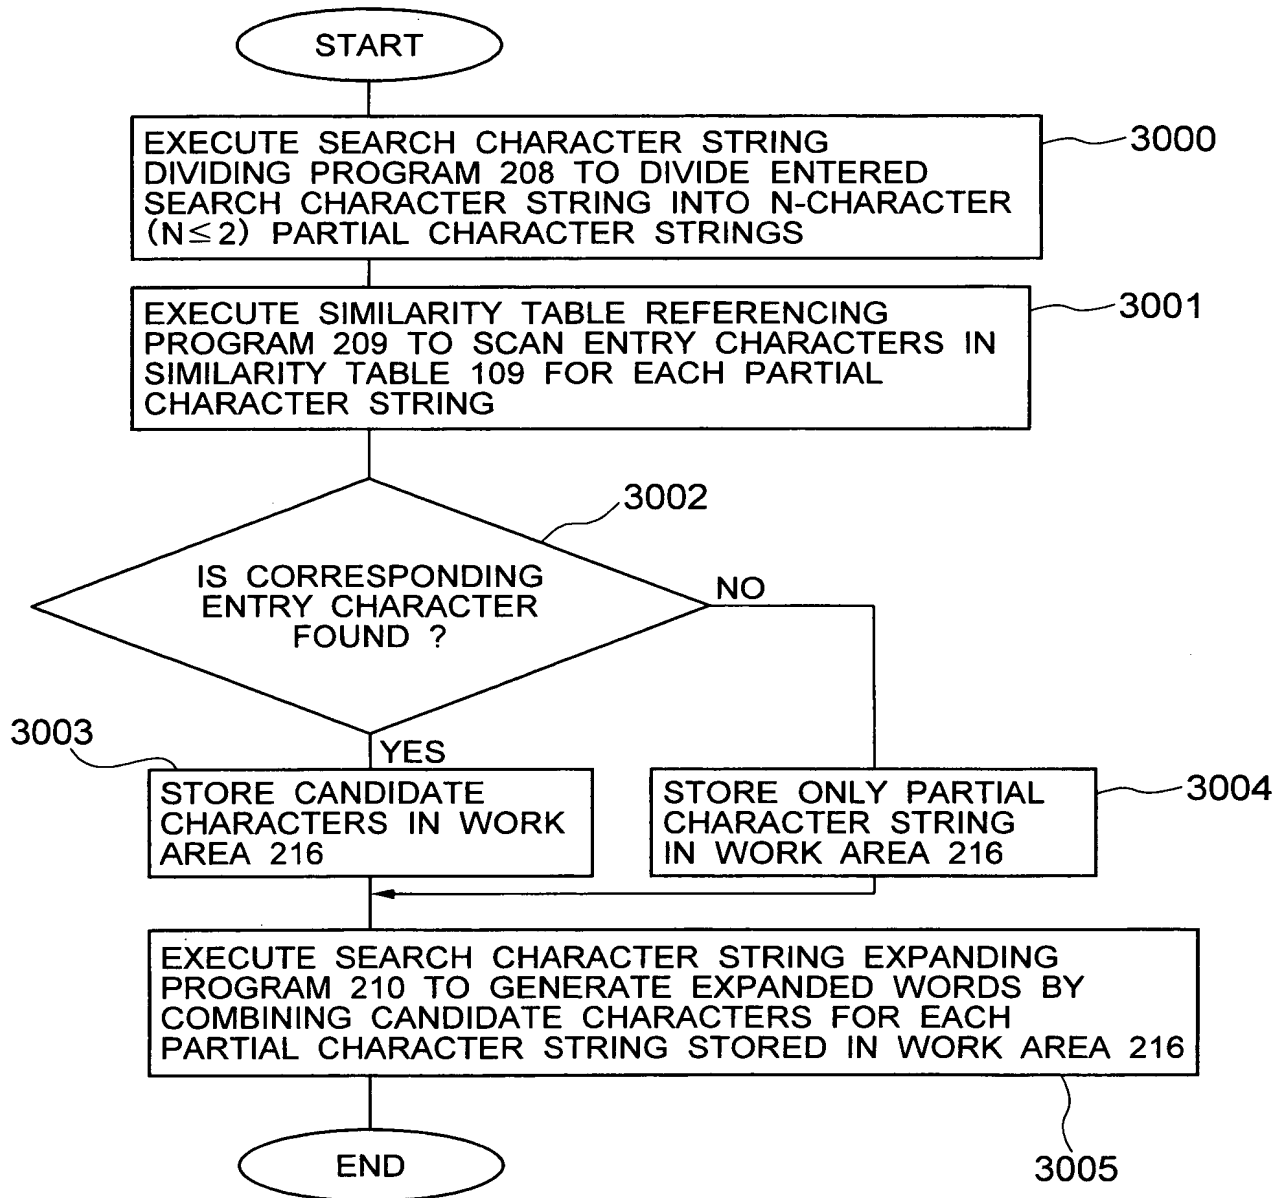 START
EXECUTE SEARCH CHARACTER STRING
DIVIDING PROGRAM 208 TO DIVIDE ENTERED
SEARCH CHARACTER STRING INTO N-CHARACTER
(N≦2) PARTIAL CHARACTER STRINGS
3000
EXECUTE SIMILARITY TABLE REFERENCING
PROGRAM 209 TO SCAN ENTRY CHARACTERS IN
SIMILARITY TABLE 109 FOR EACH PARTIAL
CHARACTER STRING
3001
3002
IS CORRESPONDING
ENTRY CHARACTER
FOUND ?
NO
YES
3003
STORE CANDIDATE
CHARACTERS IN WORK
AREA 216
STORE ONLY PARTIAL
CHARACTER STRING
IN WORK AREA 216
3004
EXECUTE SEARCH CHARACTER STRING EXPANDING
PROGRAM 210 TO GENERATE EXPANDED WORDS BY
COMBINING CANDIDATE CHARACTERS FOR EACH
PARTIAL CHARACTER STRING STORED IN WORK AREA 216
3005
END